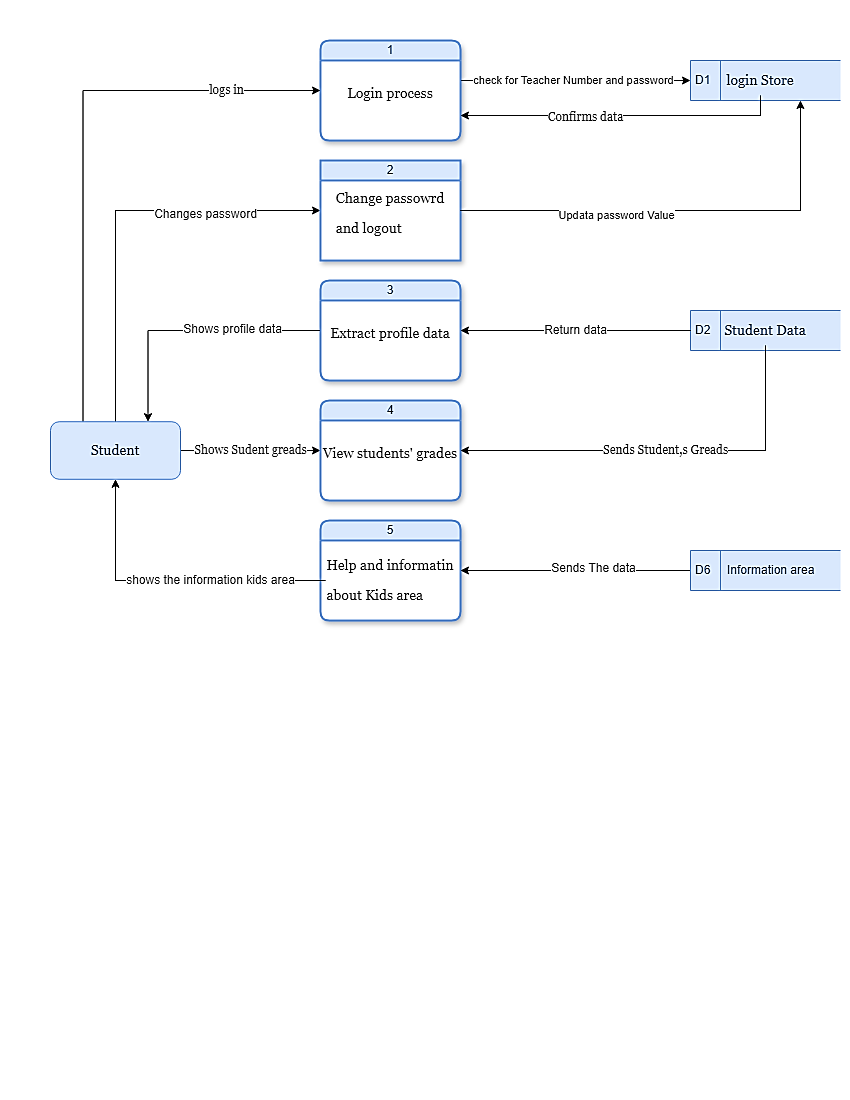 1
logs in
Login process
check for Teacher Number and password
D1
login Store
Confirms data
2
Changes password
Change passowrd
and logout
Updata password Value
3
Shows profile data
Extract profile data
Return data
D2
Student Data
4
Student
Shows Sudent greads
View students' grades
Sends Student,s Greads
5
shows the information kids area
Help and informatin
about Kids area
Sends The data
D6
Information area